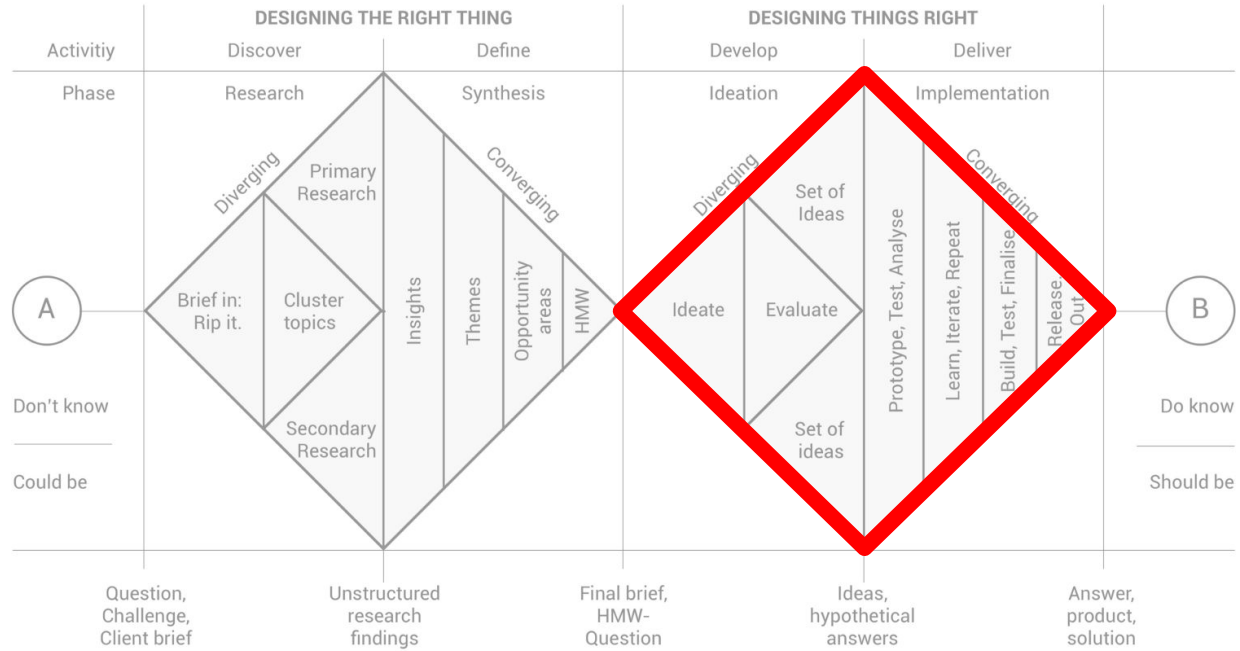 DESIGNING THE RIGHT THING
DESIGNING THINGS RIGHT
Activitiy
Discover
Define
Develop
Deliver
Phase
Research
Synthesis
Ideation
Implementation
Diverging
Primary
Research
Converging
Diverging
Set of
Ideas
Converging
A
Brief in:
Rip it.
Cluster
topics
Insights
Themes
Opportunity
areas
HMW
Ideate
Evaluate
Prototype, Test, Analyse
Learn, Iterate, Repeat
Build, Test, Finalise
Release.
Out
B
Don't know
Could be
Secondary
Research
Set of
ideas
Do know
Should be
Question,
Challenge,
Client brief
Unstructured
research
findings
Final brief,
HMW-
Question
Ideas,
hypothetical
answers
Answer,
product,
solution